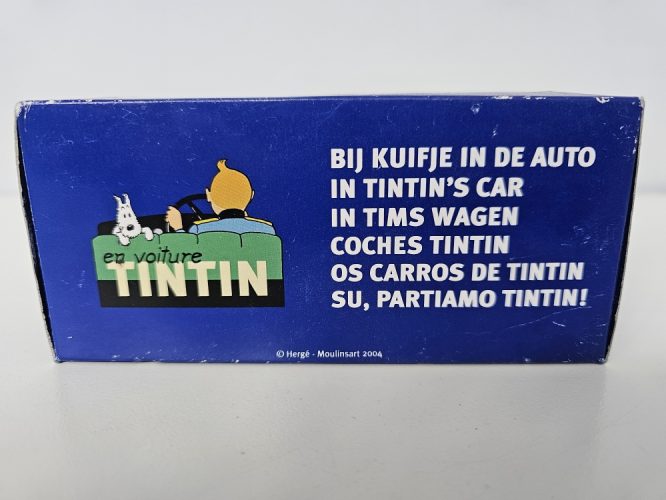 en voiture
TINTIN
BIJ KUIFJE IN DE AUTO
IN TINTIN'S CAR
IN TIMS WAGEN
COCHES TINTIN
OS CARROS DE TINTIN
SU, PARTIAMO TINTIN!
© Hergé - Moulinsart 2004